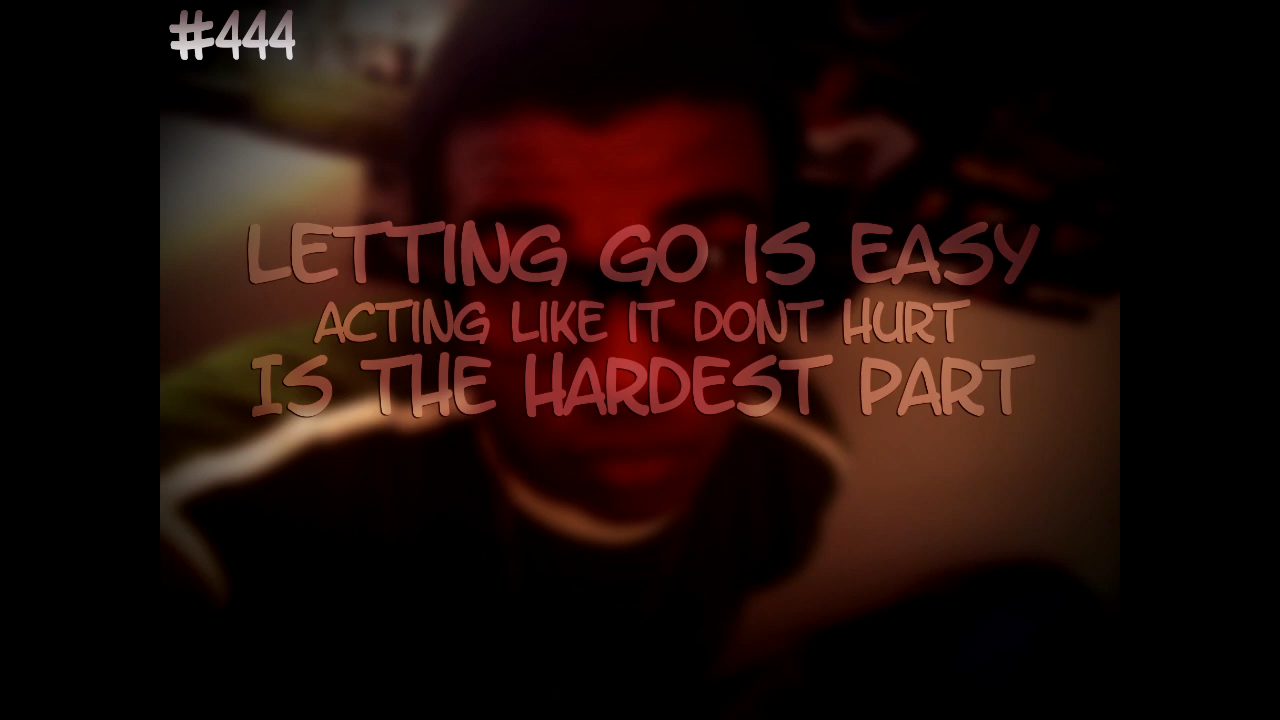 #444
LETTING GO IS EASY
ACTING LIKE IT DONT HURT
IS THE HARDEST PART